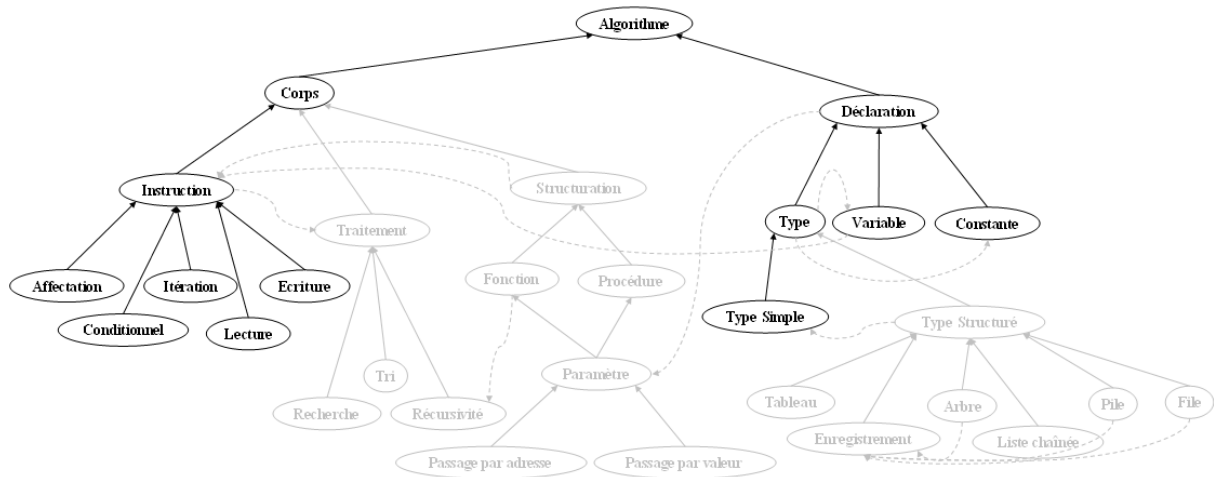 Algorithme
Corps
Déclaration
Instruction
Structuration
Traitement
Type
Variable
Constante
Affectation
Itération
Ecriture
Fonction
Procédure
Conditionnel
Lecture
Type Simple
Type Structuré
Tri
Paramètre
Recherche
Récursivité
Tableau
Arbre
Pile
File
Enregistrement
Liste chaînée
Passage par adresse
Passage par valeur